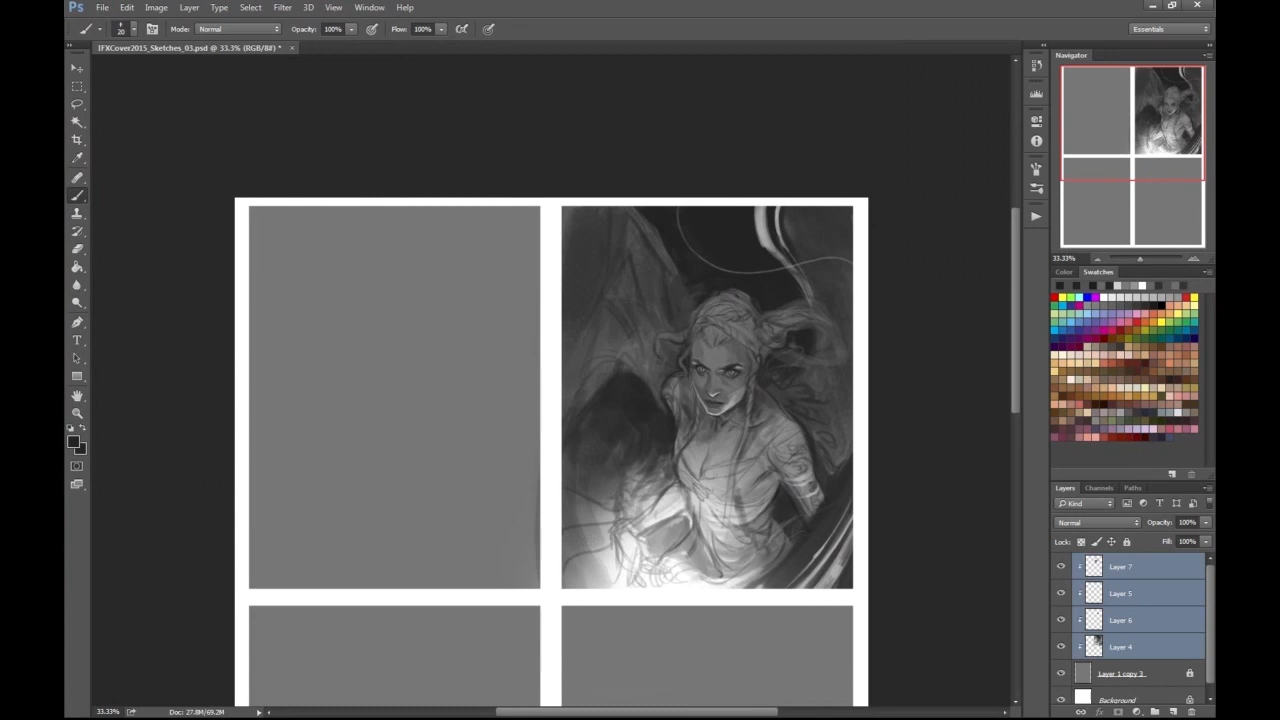 Ps File Edit Image Layer Type Select Filter 3D View Window Help
20 Mode: Normal Opacity: 100% Flow: 100% Essentials
IFXCover2015_Sketches_03.psd @ 33.3% (RGB/8#) * ×
Navigator
33.33%
Color Swatches
Layers Channels Paths
Kind
Normal Opacity: 100%
Lock: Fill: 100%
Layer 7
Layer 5
Layer 6
Layer 4
Layer 1 copy 3
Background
33.33% Doc: 27.8M/69.2M